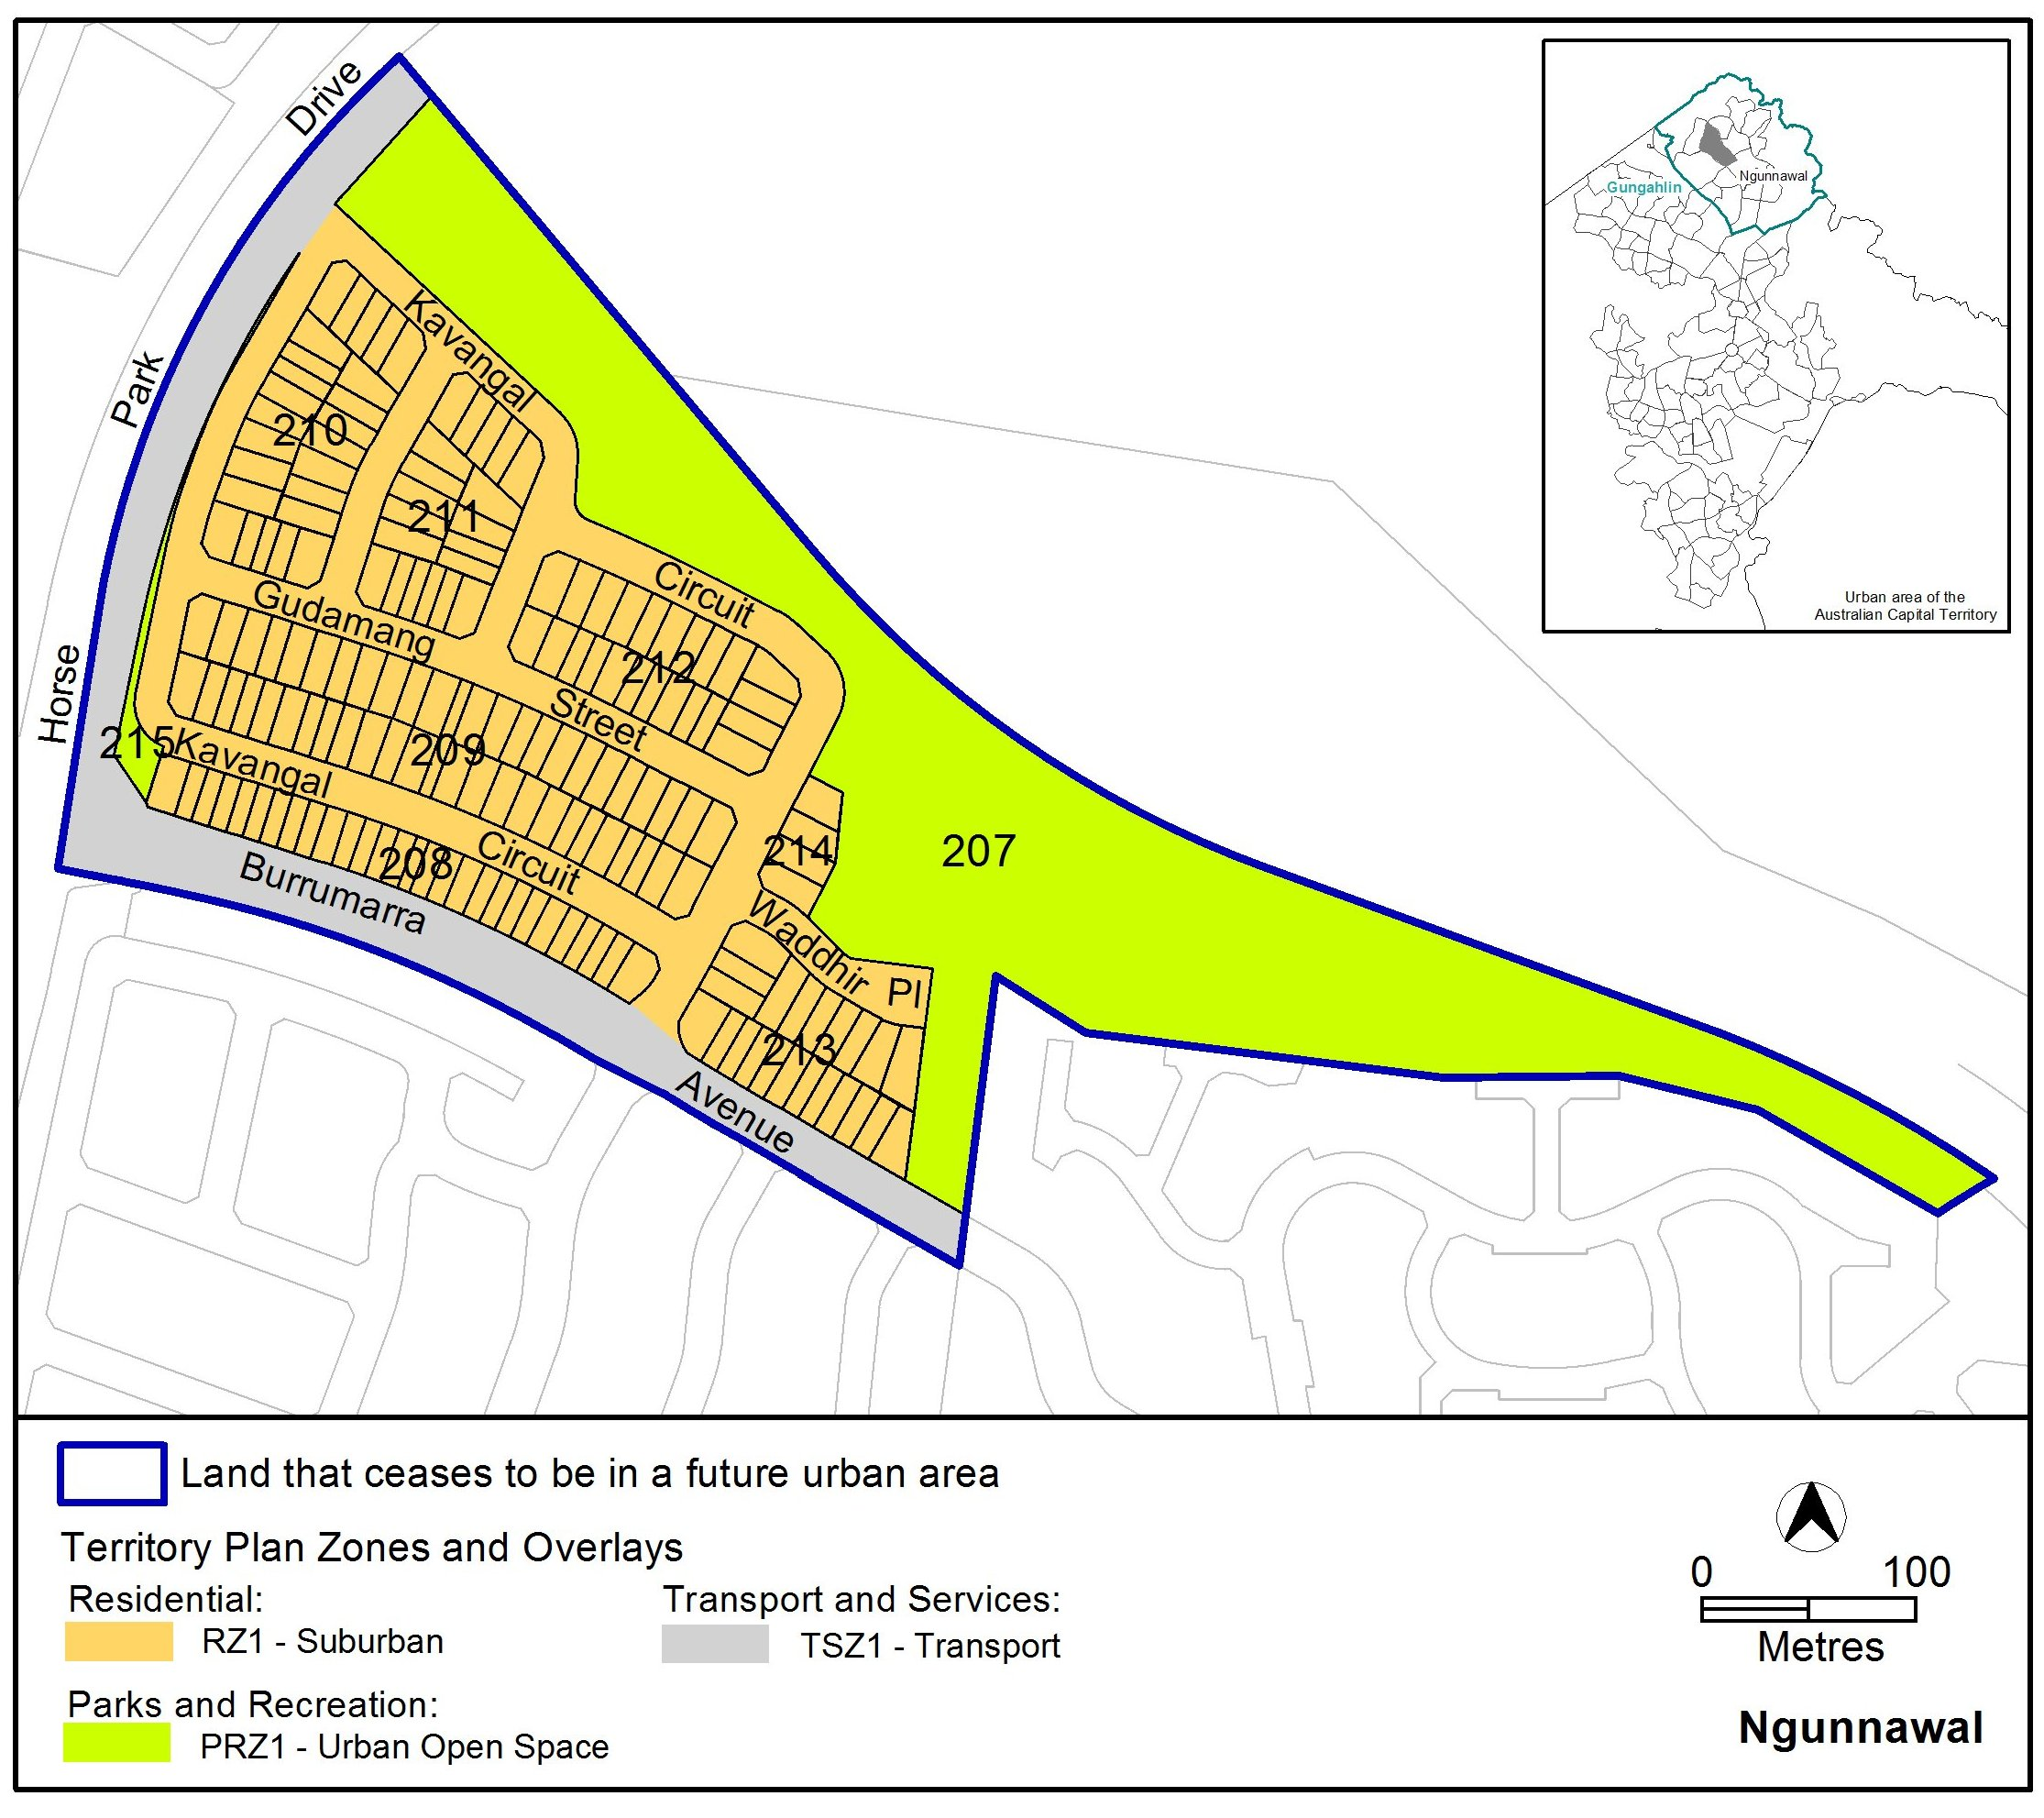 Horse Park Drive
Kavangal Circuit
210
211
Gudamang Street
212
215
Kavangal Circuit
209
208
214
207
Burrumarra Avenue
Waddhir Pl
213
Gungahlin
Ngunnawal
Urban area of the
Australian Capital Territory
Land that ceases to be in a future urban area
Territory Plan Zones and Overlays
Residential:
RZ1 - Suburban
Transport and Services:
TSZ1 - Transport
Parks and Recreation:
PRZ1 - Urban Open Space
0 100
Metres
Ngunnawal